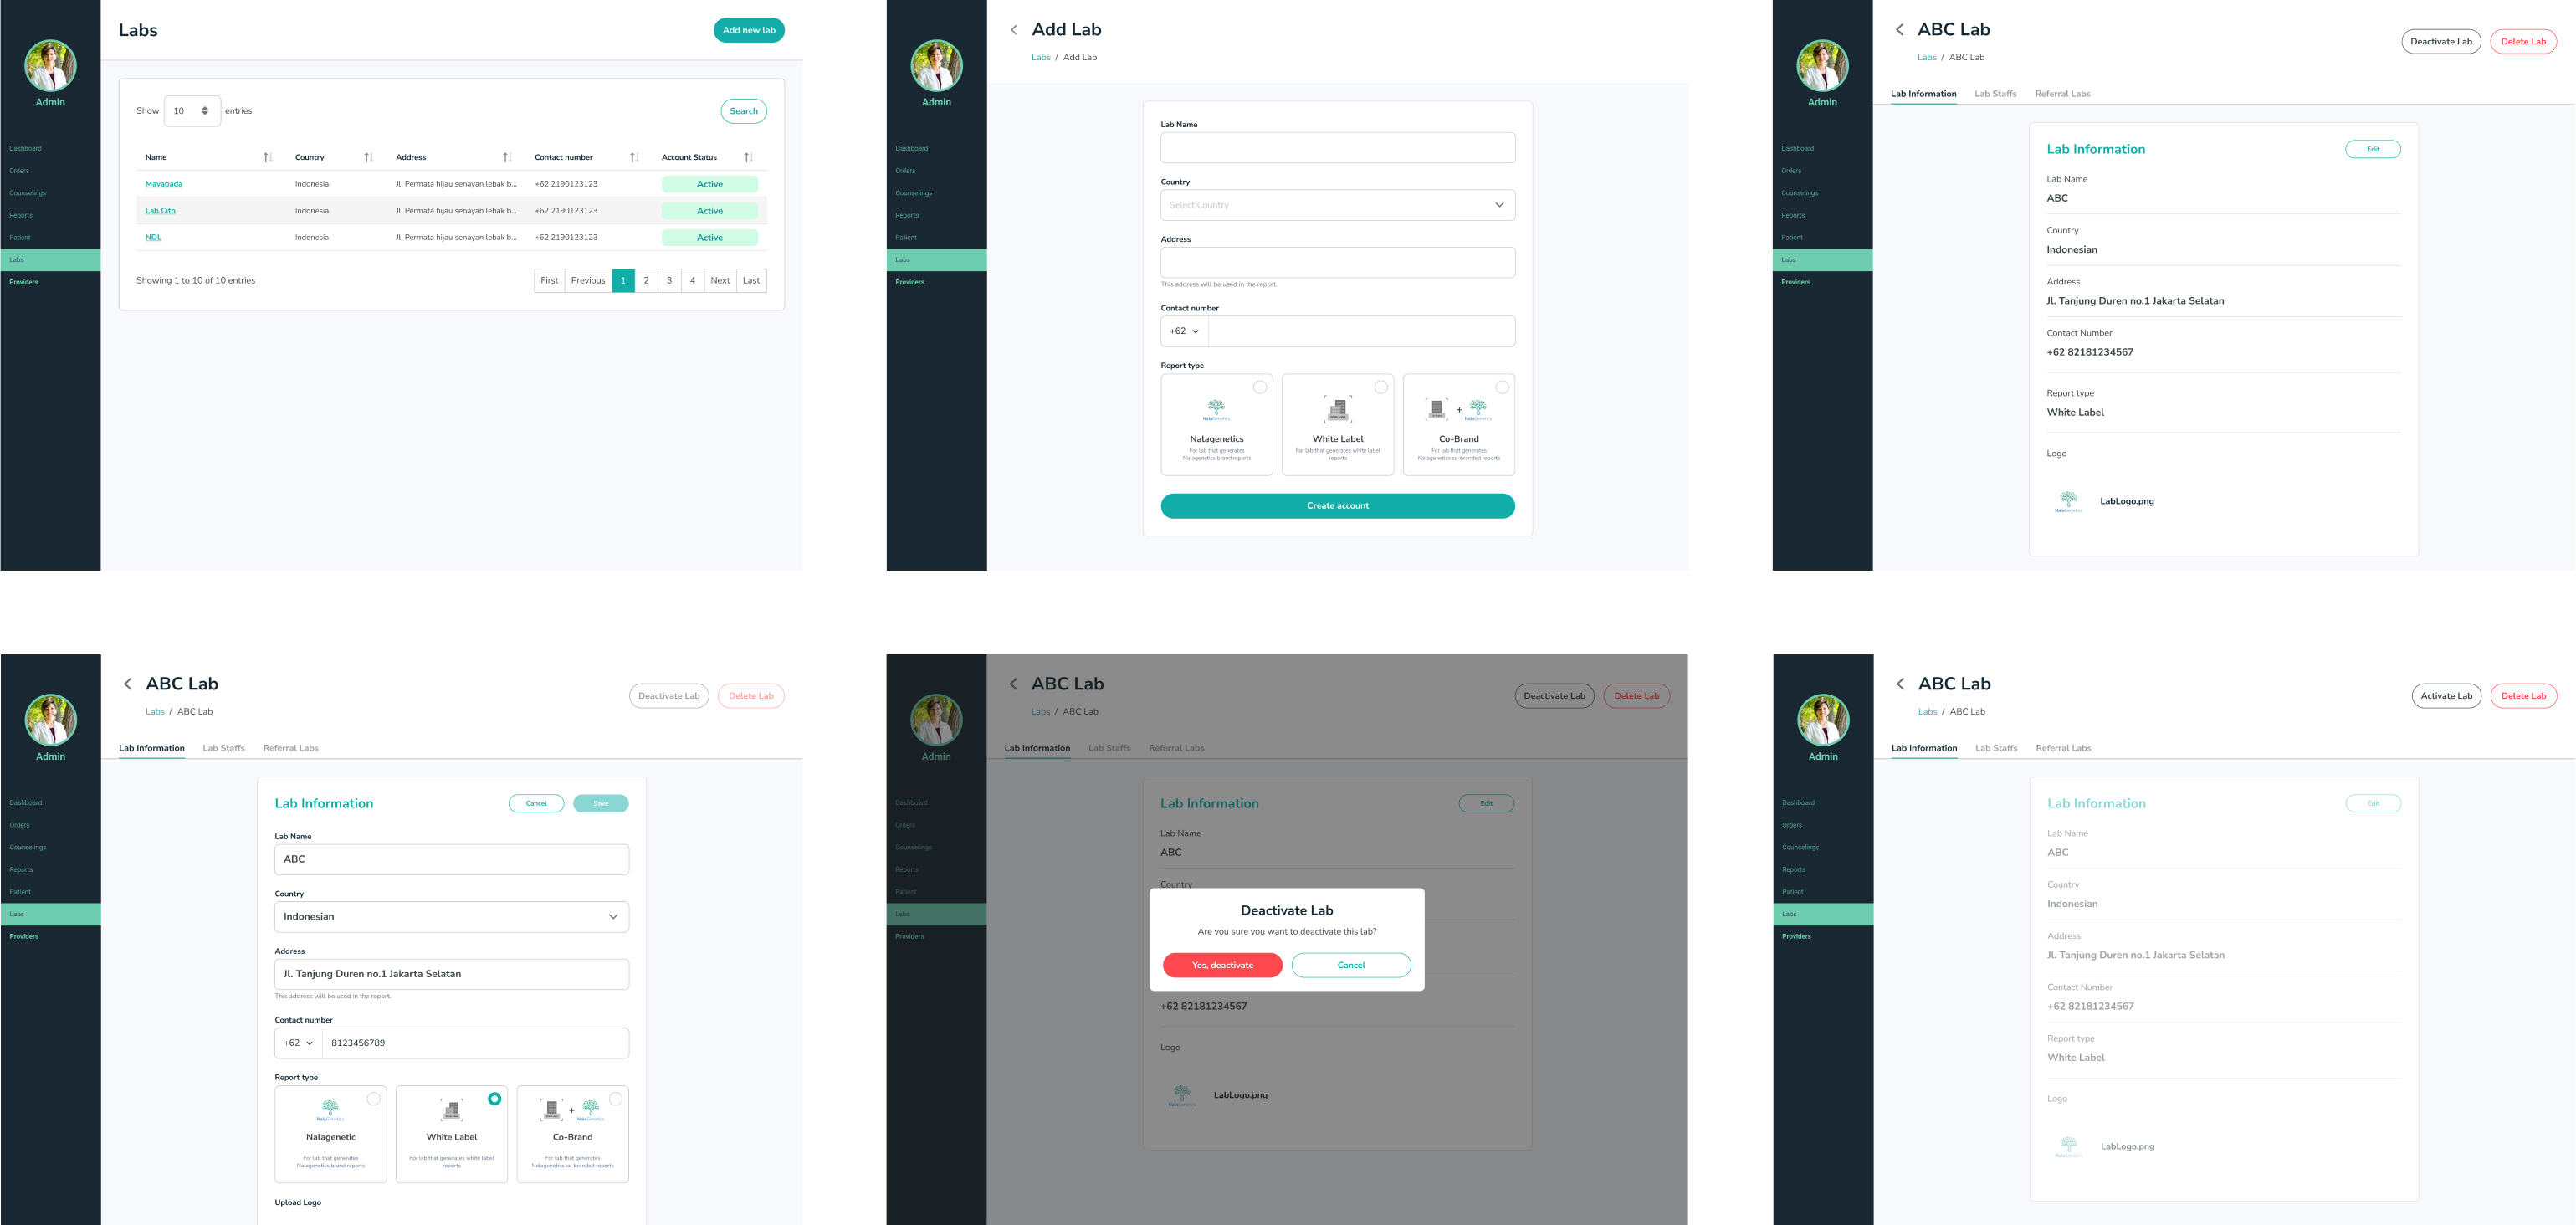 Labs
Add new lab
Admin
Dashboard
Orders
Counselings
Reports
Patient
Labs
Providers
Show 10 entries
Search
Name Country Address Contact number Account Status
Mayapada Indonesia Jl. Permata hijau senayan lebak b... +62 2190123123 Active
Lab Cito Indonesia Jl. Permata hijau senayan lebak b... +62 2190123123 Active
NDL Indonesia Jl. Permata hijau senayan lebak b... +62 2190123123 Active
Showing 1 to 10 of 10 entries
First Previous 1 2 3 4 Next Last
Add Lab
Labs / Add Lab
Admin
Dashboard
Orders
Counselings
Reports
Patient
Labs
Providers
Lab Name
Country
Select Country
Address
This address will be used in the report.
Contact number
+62
Report type
NalaGenetics
Nalagenetics
For lab that generates
Nalagenetics brand reports
White Label
For lab that generates white label
reports
+
NalaGenetics
Co-Brand
For lab that generates
Nalagenetics co-branded reports
Create account
ABC Lab
Labs / ABC Lab
Deactivate Lab
Delete Lab
Admin
Dashboard
Orders
Counselings
Reports
Patient
Labs
Providers
Lab Information Lab Staffs Referral Labs
Lab Information
Edit
Lab Name
ABC
Country
Indonesian
Address
Jl. Tanjung Duren no.1 Jakarta Selatan
Contact Number
+62 82181234567
Report type
White Label
Logo
NalaGenetics
LabLogo.png
ABC Lab
Labs / ABC Lab
Deactivate Lab
Delete Lab
Admin
Dashboard
Orders
Counselings
Reports
Patient
Labs
Providers
Lab Information Lab Staffs Referral Labs
Lab Information
Cancel
Save
Lab Name
ABC
Country
Indonesian
Address
Jl. Tanjung Duren no.1 Jakarta Selatan
This address will be used in the report.
Contact number
+62 8123456789
Report type
NalaGenetics
Nalagenetic
For lab that generates
Nalagenetics brand reports
White Label
For lab that generates white label
reports
+
NalaGenetics
Co-Brand
For lab that generates
Nalagenetics co-branded reports
Upload Logo
ABC Lab
Labs / ABC Lab
Deactivate Lab
Delete Lab
Admin
Dashboard
Orders
Counselings
Reports
Patient
Labs
Providers
Lab Information Lab Staffs Referral Labs
Lab Information
Edit
Lab Name
ABC
Country
Deactivate Lab
Are you sure you want to deactivate this lab?
Yes, deactivate
Cancel
+62 82181234567
Logo
NalaGenetics
LabLogo.png
ABC Lab
Labs / ABC Lab
Activate Lab
Delete Lab
Admin
Dashboard
Orders
Counselings
Reports
Patient
Labs
Providers
Lab Information Lab Staffs Referral Labs
Lab Information
Edit
Lab Name
ABC
Country
Indonesian
Address
Jl. Tanjung Duren no.1 Jakarta Selatan
Contact Number
+62 82181234567
Report type
White Label
Logo
NalaGenetics
LabLogo.png